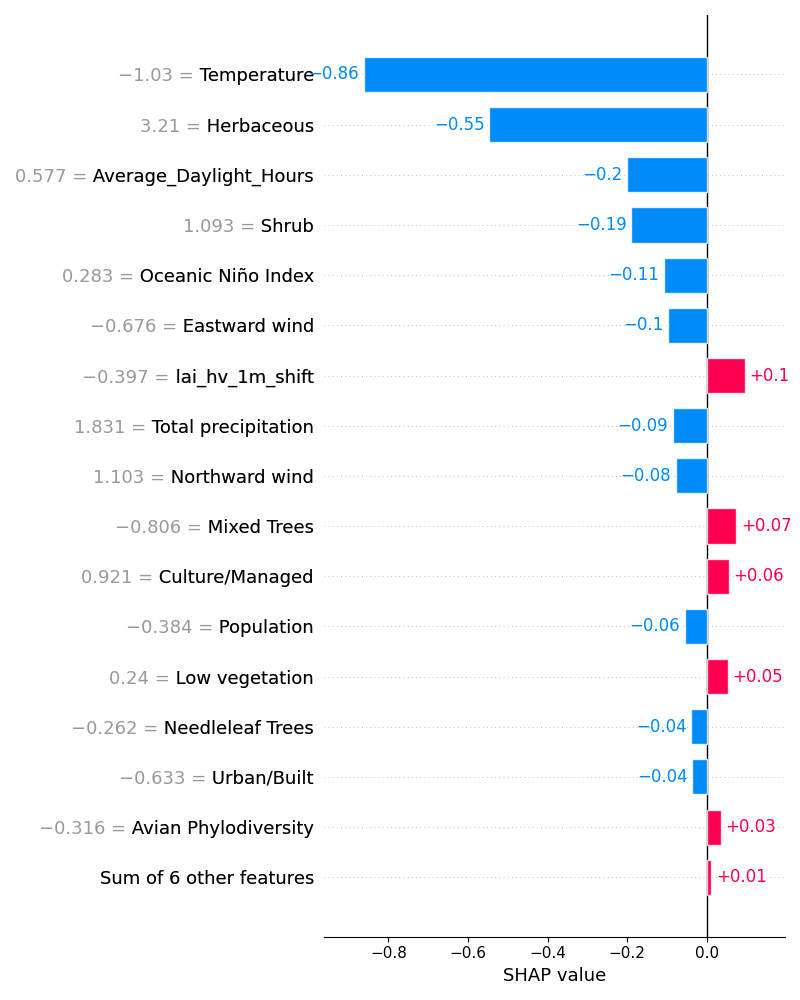 −1.03 = Temperature −0.86
3.21 = Herbaceous −0.55
0.577 = Average_Daylight_Hours −0.2
1.093 = Shrub −0.19
0.283 = Oceanic Niño Index −0.11
−0.676 = Eastward wind −0.1
−0.397 = lai_hv_1m_shift +0.1
1.831 = Total precipitation −0.09
1.103 = Northward wind −0.08
−0.806 = Mixed Trees +0.07
0.921 = Culture/Managed +0.06
−0.384 = Population −0.06
0.24 = Low vegetation +0.05
−0.262 = Needleleaf Trees −0.04
−0.633 = Urban/Built −0.04
−0.316 = Avian Phylodiversity +0.03
Sum of 6 other features +0.01
−0.8 −0.6 −0.4 −0.2 0.0
SHAP value